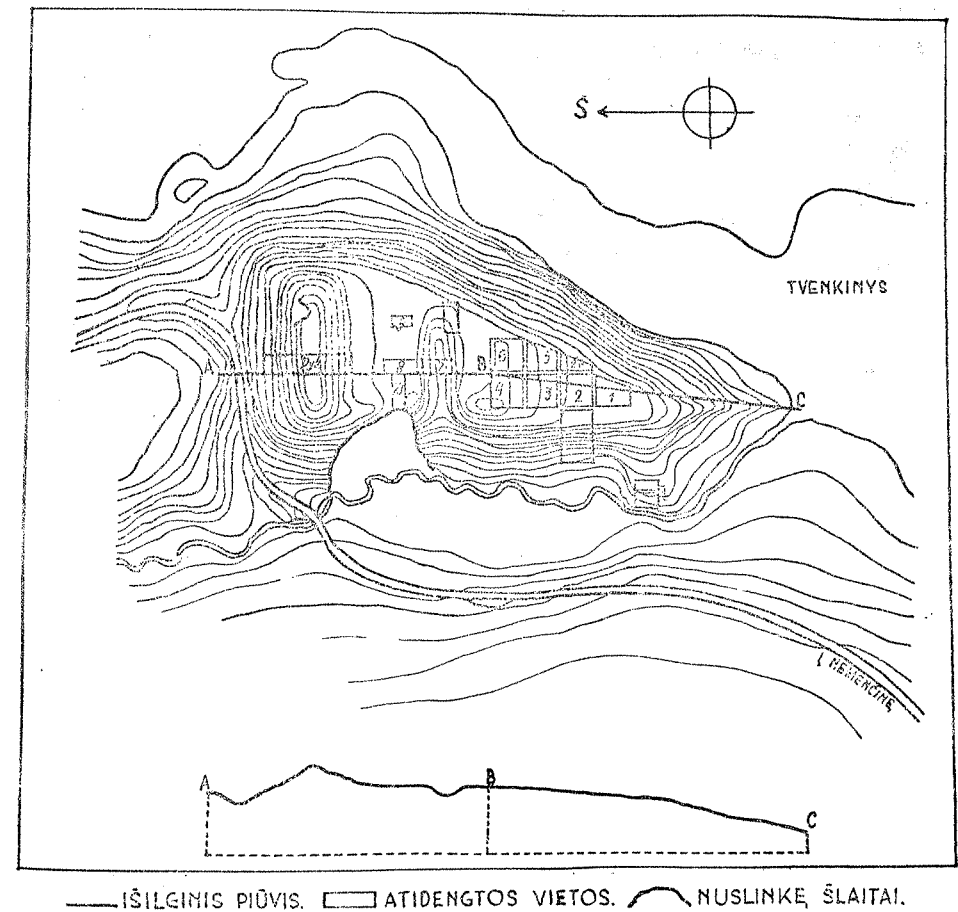 Š
TVENKINYS
A
B
C
6
5
4
3
2
1
Į NEMENČINĘ
A
B
C
IŠILGINIS PIŪVIS. ATIDENGTOS VIETOS. NUSLINKĘ ŠLAITAI.